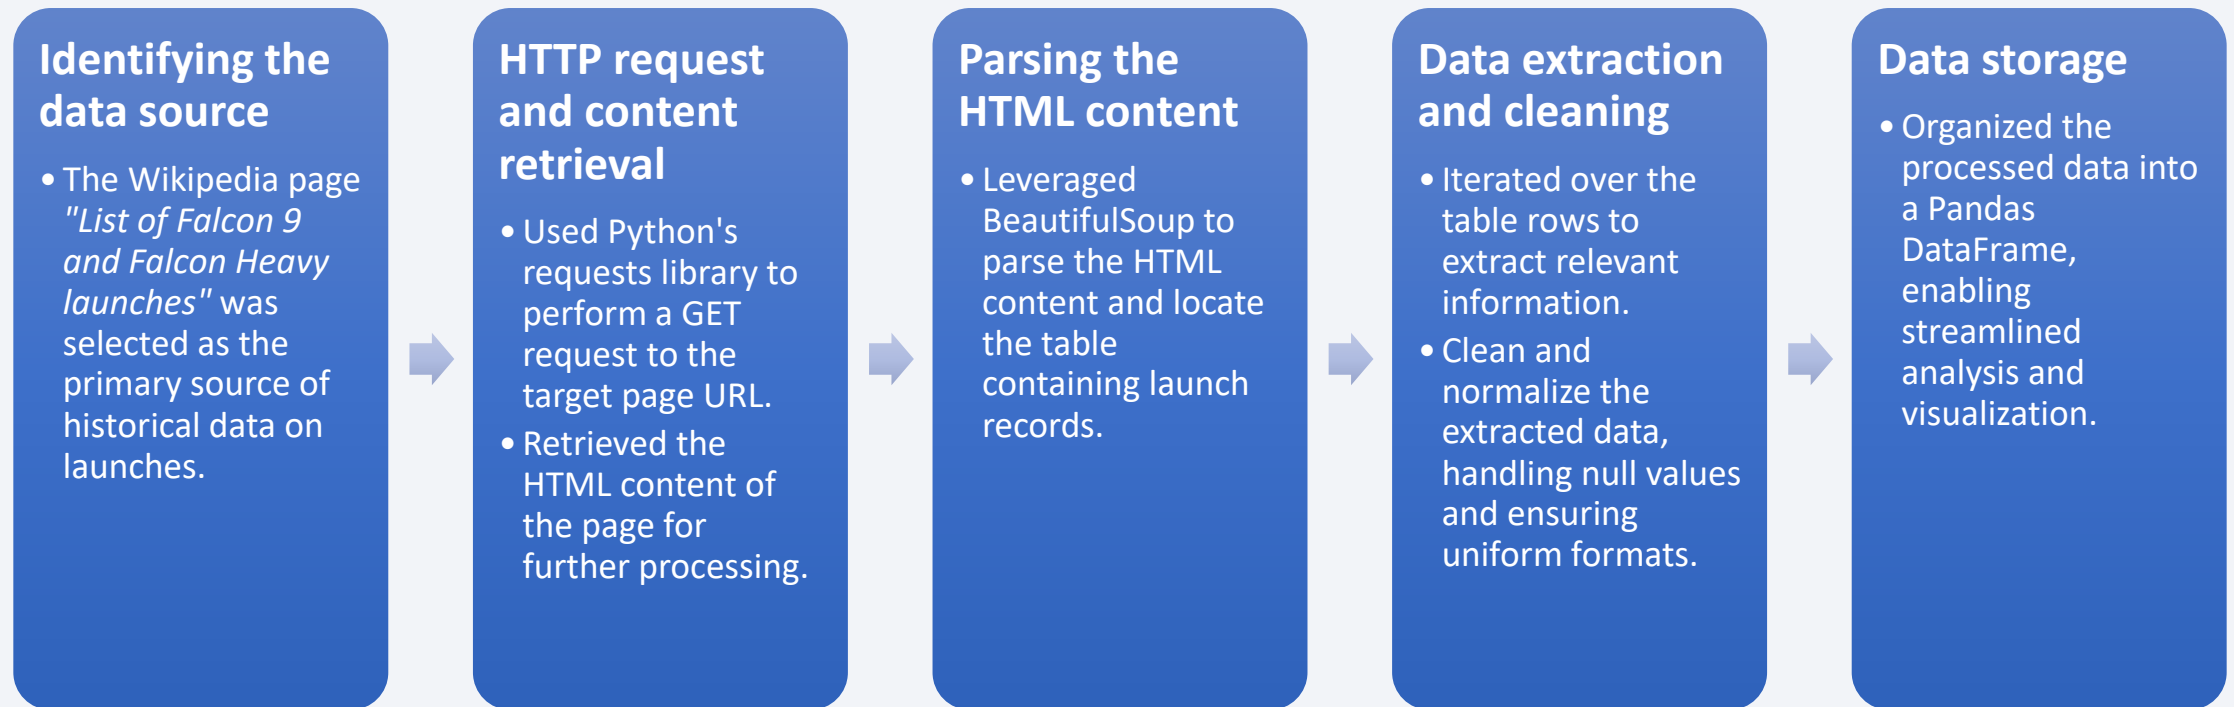 Identifying the
data source
• The Wikipedia page
"List of Falcon 9
and Falcon Heavy
launches" was
selected as the
primary source of
historical data on
launches.
HTTP request
and content
retrieval
• Used Python's
requests library to
perform a GET
request to the
target page URL.
• Retrieved the
HTML content of
the page for
further processing.
Parsing the
HTML content
• Leveraged
BeautifulSoup to
parse the HTML
content and locate
the table
containing launch
records.
Data extraction
and cleaning
• Iterated over the
table rows to
extract relevant
information.
• Clean and
normalize the
extracted data,
handling null values
and ensuring
uniform formats.
Data storage
• Organized the
processed data into
a Pandas
DataFrame,
enabling
streamlined
analysis and
visualization.